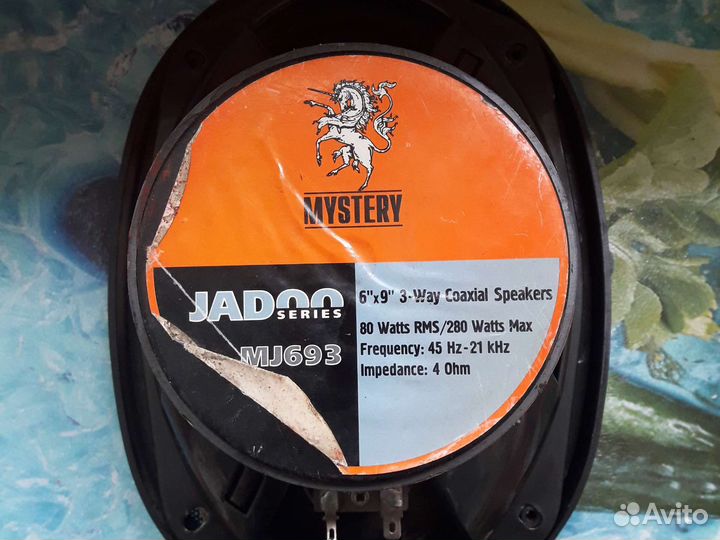 MYSTERY
JADOO
SERIES
MJ693
6"x9" 3-Way Coaxial Speakers
80 Watts RMS/280 Watts Max
Frequency: 45 Hz-21 kHz
Impedance: 4 Ohm
Avito